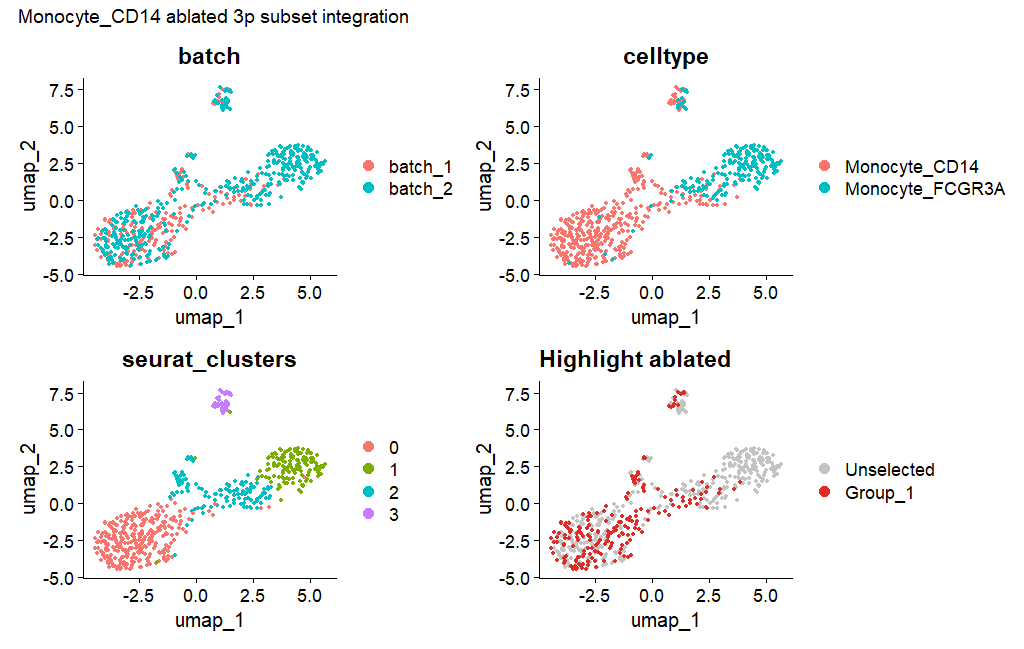 Monocyte_CD14 ablated 3p subset integration
batch
7.5
5.0
2.5
0.0
-2.5
-5.0
umap_2
-2.5 0.0 2.5 5.0
umap_1
batch_1
batch_2
celltype
7.5
5.0
2.5
0.0
-2.5
-5.0
umap_2
-2.5 0.0 2.5 5.0
umap_1
Monocyte_CD14
Monocyte_FCGR3A
seurat_clusters
7.5
5.0
2.5
0.0
-2.5
-5.0
umap_2
-2.5 0.0 2.5 5.0
umap_1
0
1
2
3
Highlight ablated
7.5
5.0
2.5
0.0
-2.5
-5.0
umap_2
-2.5 0.0 2.5 5.0
umap_1
Unselected
Group_1